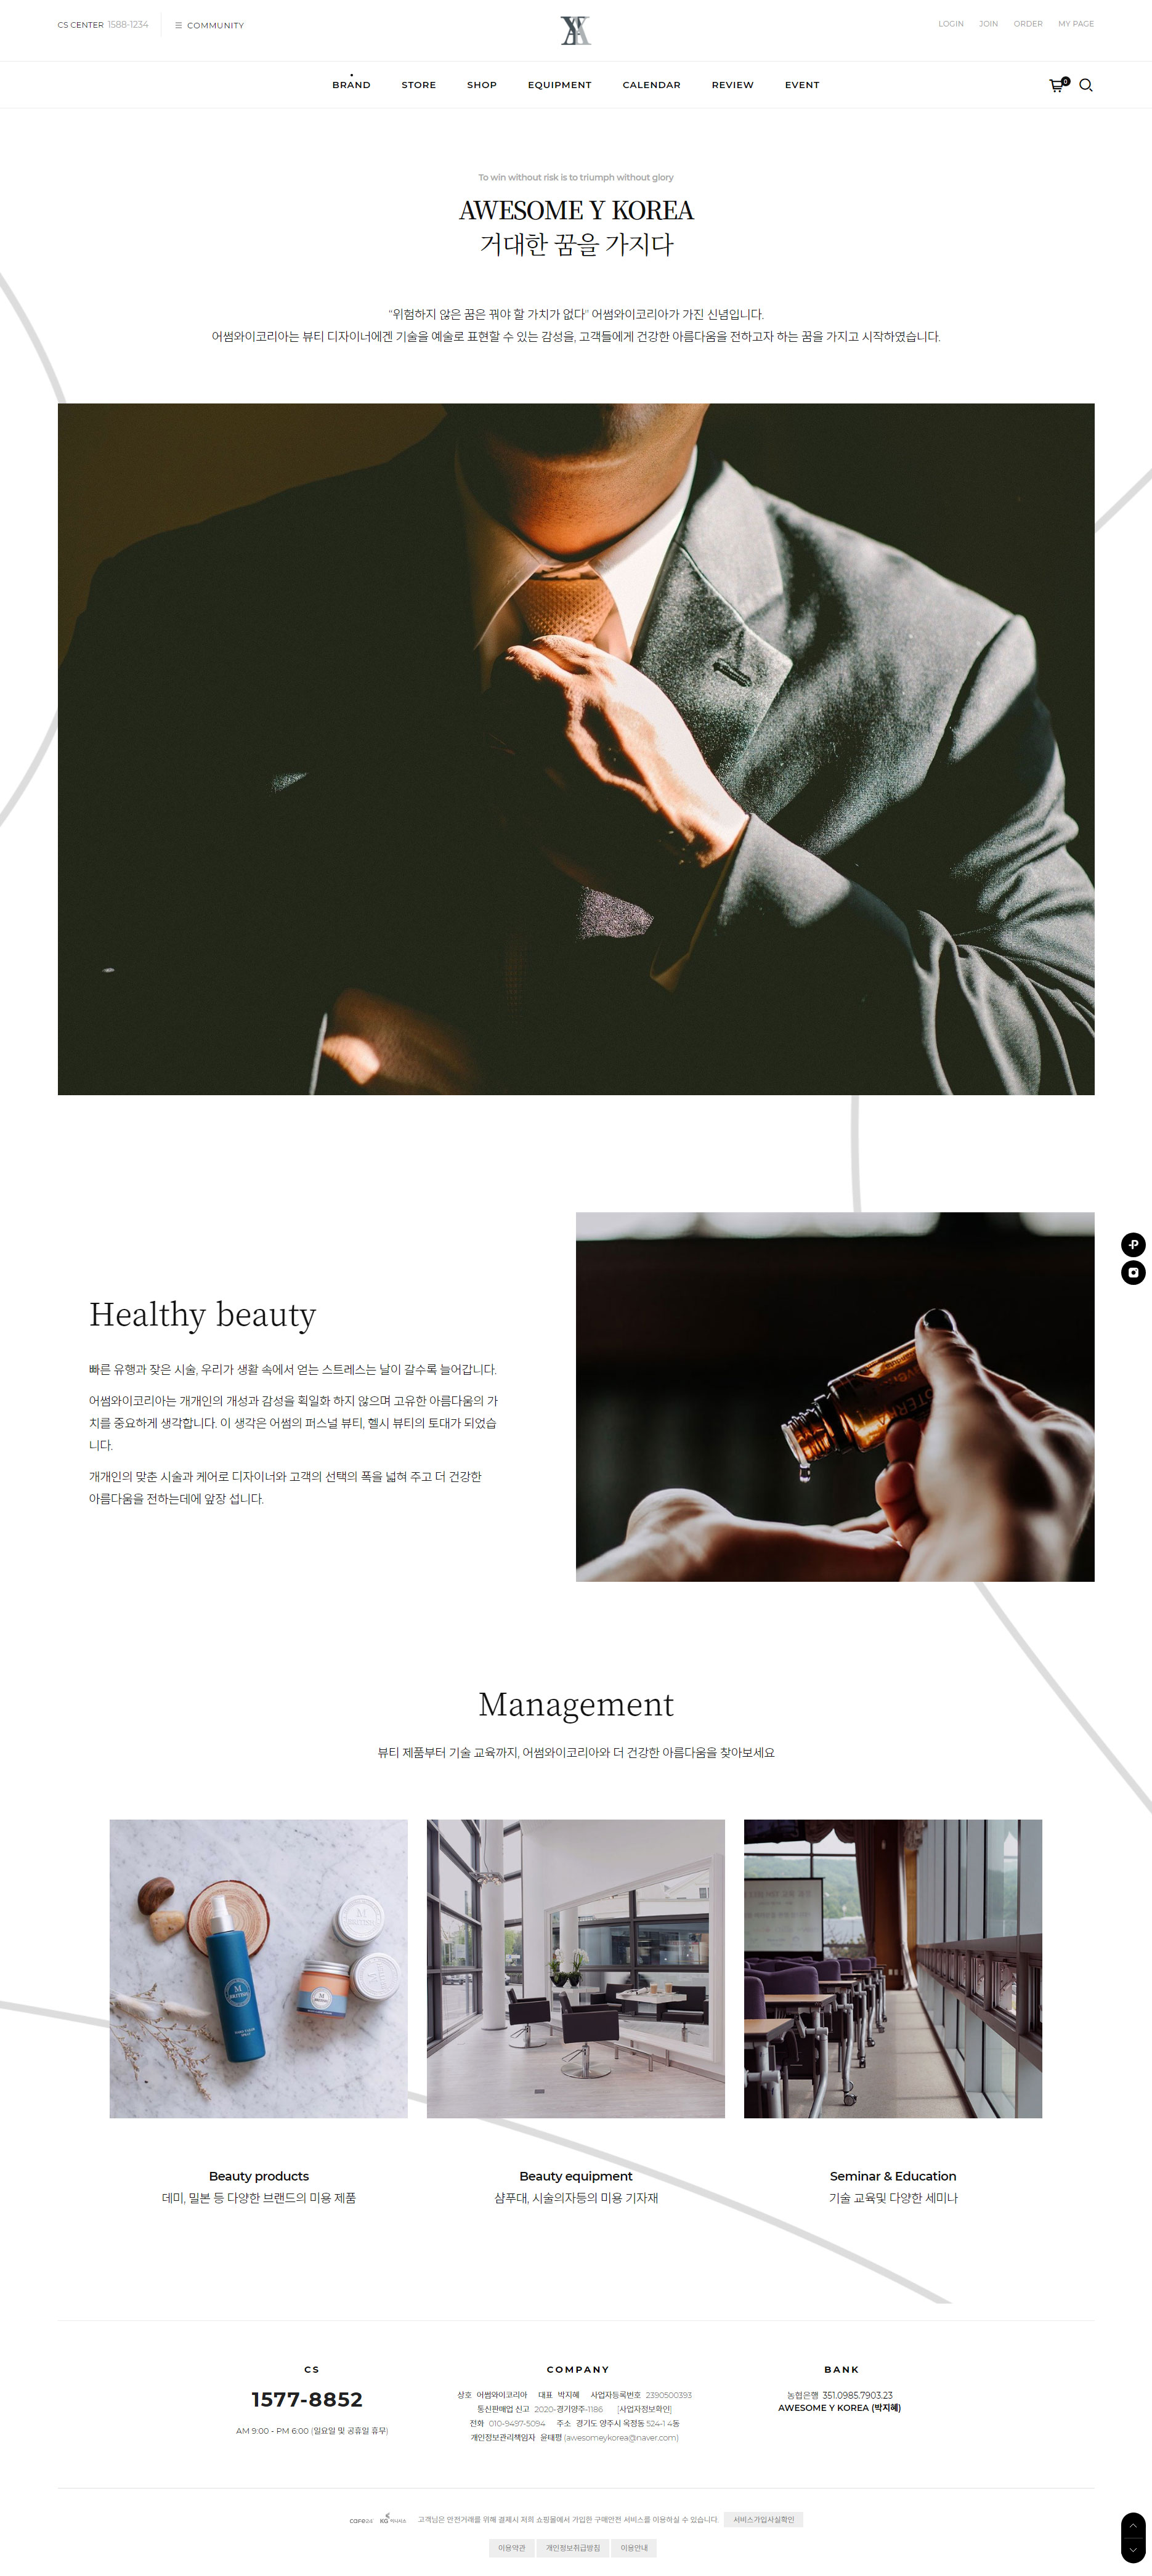 CS CENTER 1588-1234
☰ COMMUNITY
LOGIN JOIN ORDER MY PAGE
BRAND STORE SHOP EQUIPMENT CALENDAR REVIEW EVENT
0
To win without risk is to triumph without glory
AWESOME Y KOREA
거대한 꿈을 가지다
“위험하지 않은 꿈은 꿔야 할 가치가 없다” 어썸와이코리아가 가진 신념입니다.
어썸와이코리아는 뷰티 디자이너에겐 기술을 예술로 표현할 수 있는 감성을, 고객들에게 건강한 아름다움을 전하고자 하는 꿈을 가지고 시작하였습니다.
Healthy beauty
빠른 유행과 잦은 시술, 우리가 생활 속에서 얻는 스트레스는 날이 갈수록 늘어갑니다.
어썸와이코리아는 개개인의 개성과 감성을 획일화 하지 않으며 고유한 아름다움의 가
치를 중요하게 생각합니다. 이 생각은 어썸의 퍼스널 뷰티, 헬시 뷰티의 토대가 되었습
니다.
개개인의 맞춘 시술과 케어로 디자이너와 고객의 선택의 폭을 넓혀 주고 더 건강한
아름다움을 전하는데에 앞장 섭니다.
Management
뷰티 제품부터 기술 교육까지, 어썸와이코리아와 더 건강한 아름다움을 찾아보세요
Beauty products
데미, 밀본 등 다양한 브랜드의 미용 제품
Beauty equipment
샴푸대, 시술의자등의 미용 기자재
Seminar & Education
기술 교육및 다양한 세미나
CS
1577-8852
AM 9:00 - PM 6:00 (일요일 및 공휴일 휴무)
COMPANY
상호 어썸와이코리아 대표 박지혜 사업자등록번호 2390500393
통신판매업 신고 2020-경기양주-1186 [사업자정보확인]
전화 010-9497-5094 주소 경기도 양주시 옥정동 524-1 4동
개인정보관리책임자 윤태평 (awesomeykorea@naver.com)
BANK
농협은행 351.0985.7903.23
AWESOME Y KOREA (박지혜)
cafe24 KG 이니시스 고객님은 안전거래를 위해 결제시 저희 쇼핑몰에서 가입한 구매안전 서비스를 이용하실 수 있습니다. 서비스가입사실확인
이용약관 개인정보취급방침 이용안내